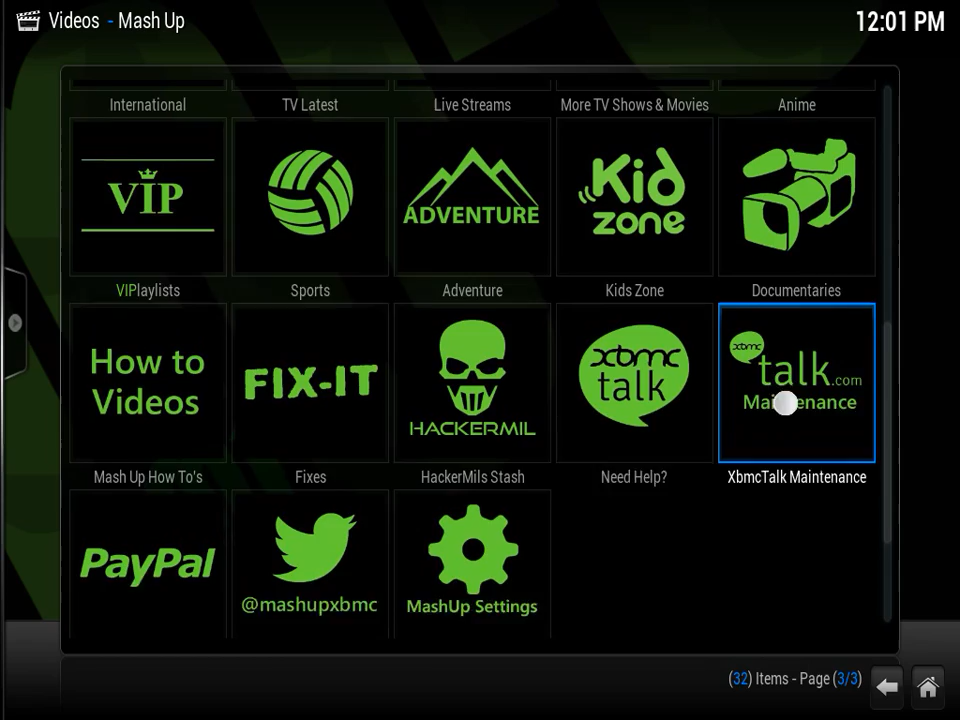 Videos - Mash Up
12:01 PM
International
TV Latest
Live Streams
More TV Shows & Movies
Anime
VIP
ADVENTURE
Kid
zone
VIPlaylists
Sports
Adventure
Kids Zone
Documentaries
How to
Videos
FIX-IT
HACKERMIL
xbmc
talk
xbmc
talk.com
Maintenance
Mash Up How To's
Fixes
HackerMils Stash
Need Help?
XbmcTalk Maintenance
PayPal
@mashupxbmc
MashUp Settings
(32) Items - Page (3/3)